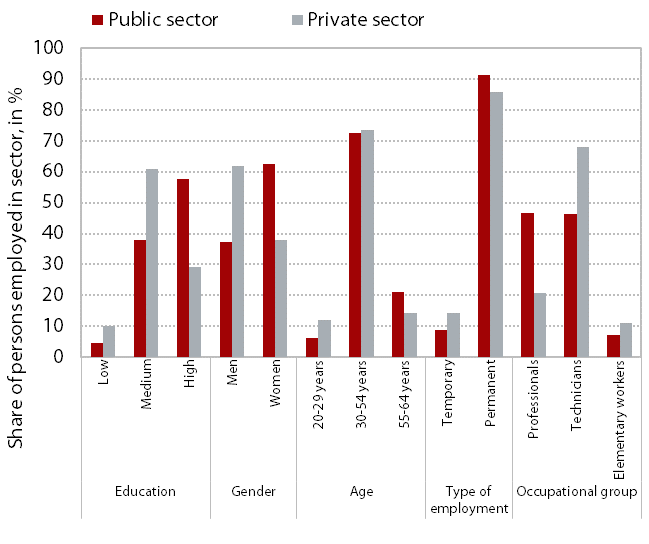 Public sector
Private sector
Share of persons employed in sector, in %
100
90
80
70
60
50
40
30
20
10
0
Low
Medium
High
Men
Women
20-29 years
30-54 years
55-64 years
Temporary
Permanent
Professionals
Technicians
Elementary workers
Education
Gender
Age
Type of
employment
Occupational group